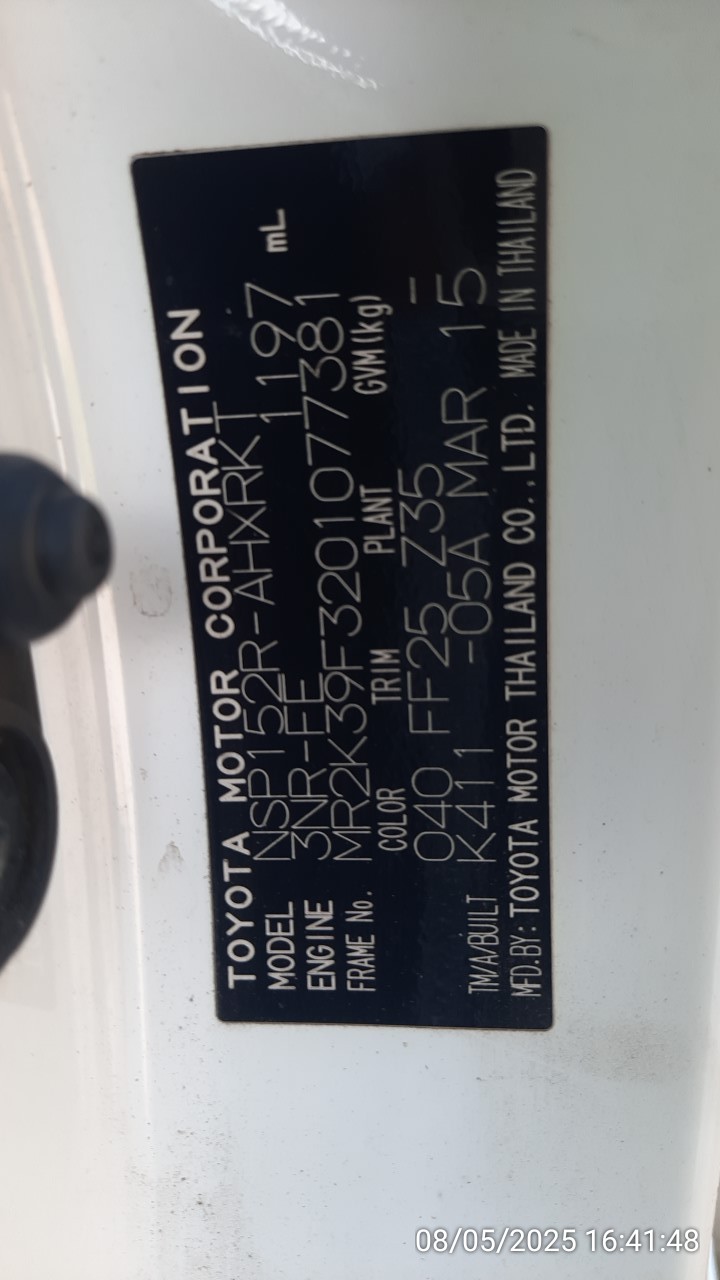 TOYOTA MOTOR CORPORATION
MODEL NSP152R-AHXRKT
ENGINE 3NR-FE 1197 mL
FRAME No. MR2K39F3201077381
COLOR TRIM PLANT GVM(kg)
040 FF25 Z35 -
TM/A/BUILT K411 -05A MAR 15
MFD.BY: TOYOTA MOTOR THAILAND CO.,LTD. MADE IN THAILAND
08/05/2025 16:41:48